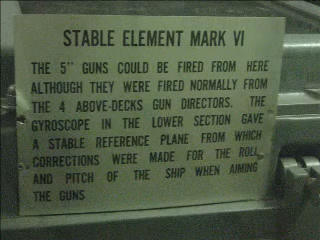 STABLE ELEMENT MARK VI
THE 5" GUNS COULD BE FIRED FROM HERE
ALTHOUGH THEY WERE FIRED NORMALLY FROM
THE 4 ABOVE-DECKS GUN DIRECTORS. THE
GYROSCOPE IN THE LOWER SECTION GAVE
A STABLE REFERENCE PLANE FROM WHICH
CORRECTIONS WERE MADE FOR THE ROLL
AND PITCH OF THE SHIP WHEN AIMING
THE GUNS